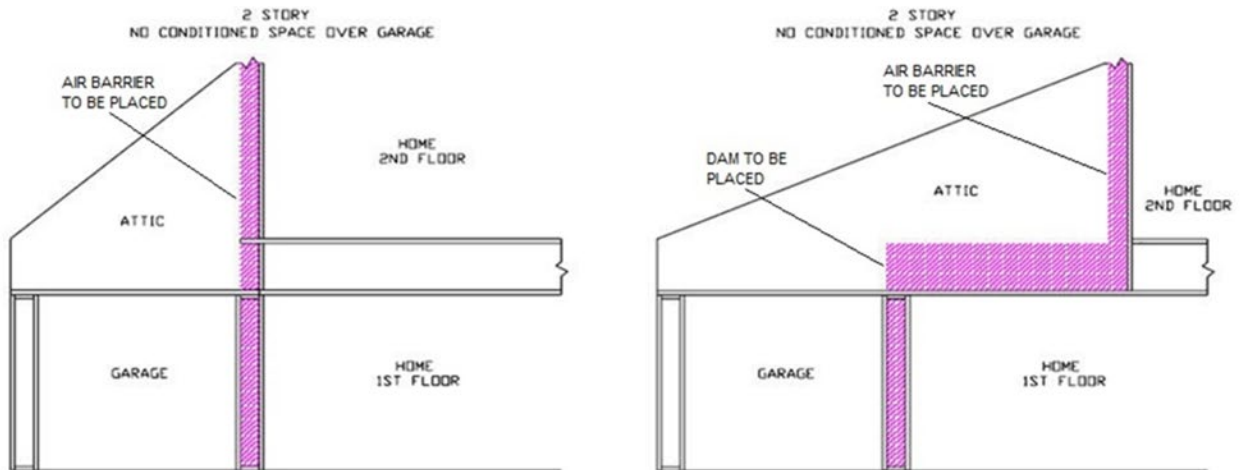 2 STORY
NO CONDITIONED SPACE OVER GARAGE
AIR BARRIER
TO BE PLACED
HOME
2ND FLOOR
ATTIC
GARAGE
HOME
1ST FLOOR
2 STORY
NO CONDITIONED SPACE OVER GARAGE
AIR BARRIER
TO BE PLACED
DAM TO BE
PLACED
ATTIC
HOME
2ND FLOOR
GARAGE
HOME
1ST FLOOR